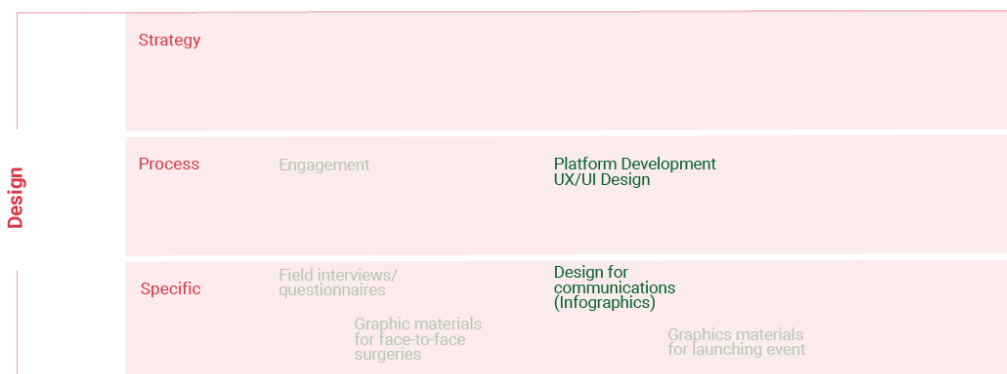 Strategy
Design
Process
Engagement
Platform Development
UX/UI Design
Specific
Field interviews/
questionnaires
Graphic materials
for face-to-face
surgeries
Design for
communications
(Infographics)
Graphics materials
for launching event